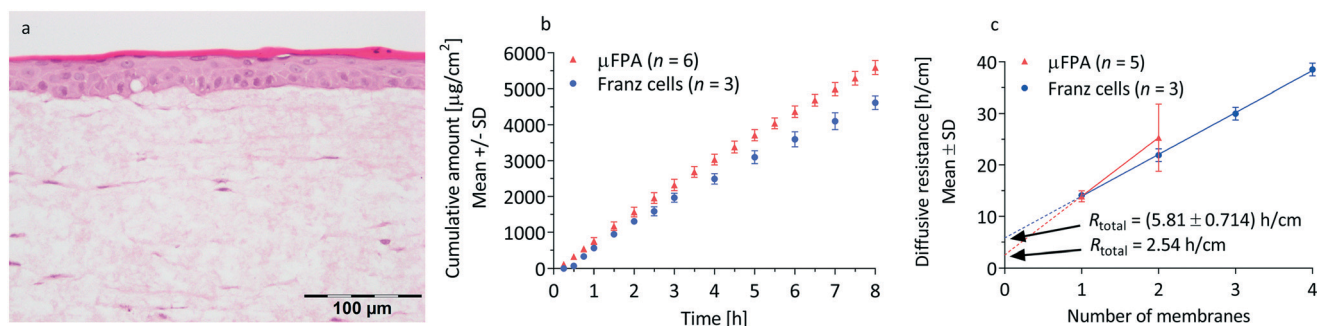 a
100 µm
b
Cumulative amount [µg/cm²]
Mean +/- SD
6000
5000
4000
3000
2000
1000
0
µFPA (n = 6)
Franz cells (n = 3)
1 2 3 4 5 6 7 8
Time [h]
c
Diffusive resistance [h/cm]
Mean ± SD
40
30
20
10
0
µFPA (n = 5)
Franz cells (n = 3)
Rtotal = (5.81 ± 0.714) h/cm
Rtotal = 2.54 h/cm
0 1 2 3 4
Number of membranes